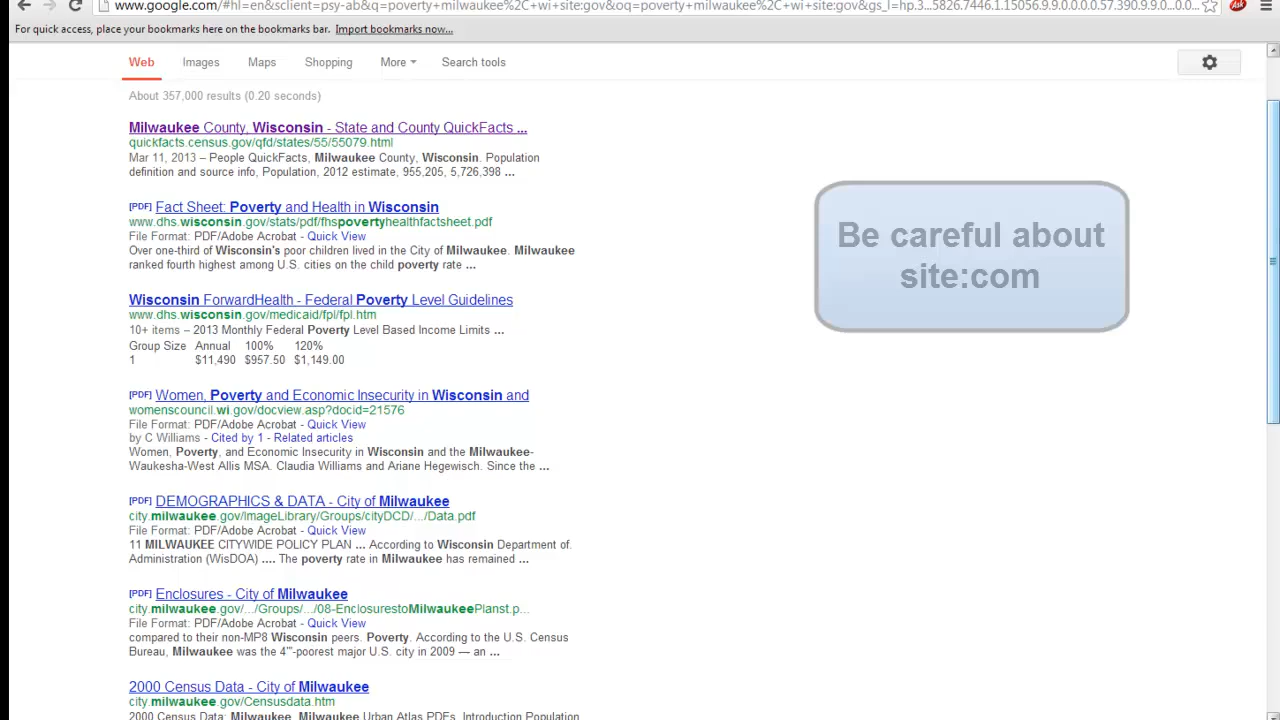 www.google.com/#hl=en&sclient=psy-ab&q=poverty+milwaukee%2C+wi+site:gov&oq=poverty+milwaukee%2C+wi+site:gov&gs_l=hp.3...5826.7446.1.15056.9.9.0.0.0.0.57.390.9.9.0...0.0...
Ask
For quick access, place your bookmarks here on the bookmarks bar. Import bookmarks now...
Web Images Maps Shopping More Search tools
About 357,000 results (0.20 seconds)
Milwaukee County, Wisconsin - State and County QuickFacts ...
quickfacts.census.gov/qfd/states/55/55079.html
Mar 11, 2013 – People QuickFacts, Milwaukee County, Wisconsin. Population
definition and source info, Population, 2012 estimate, 955,205, 5,726,398 ...
[PDF] Fact Sheet: Poverty and Health in Wisconsin
www.dhs.wisconsin.gov/stats/pdf/fhspovertyhealthfactsheet.pdf
File Format: PDF/Adobe Acrobat - Quick View
Over one-third of Wisconsin's poor children lived in the City of Milwaukee. Milwaukee
ranked fourth highest among U.S. cities on the child poverty rate ...
Be careful about
site:com
Wisconsin ForwardHealth - Federal Poverty Level Guidelines
www.dhs.wisconsin.gov/medicaid/fpl/fpl.htm
10+ items – 2013 Monthly Federal Poverty Level Based Income Limits ...
Group Size Annual 100% 120%
1 $11,490 $957.50 $1,149.00
[PDF] Women, Poverty and Economic Insecurity in Wisconsin and
womenscouncil.wi.gov/docview.asp?docid=21576
File Format: PDF/Adobe Acrobat - Quick View
by C Williams - Cited by 1 - Related articles
Women, Poverty, and Economic Insecurity in Wisconsin and the Milwaukee-
Waukesha-West Allis MSA. Claudia Williams and Ariane Hegewisch. Since the ...
[PDF] DEMOGRAPHICS & DATA - City of Milwaukee
city.milwaukee.gov/ImageLibrary/Groups/cityDCD/.../Data.pdf
File Format: PDF/Adobe Acrobat - Quick View
11 MILWAUKEE CITYWIDE POLICY PLAN ... According to Wisconsin Department of.
Administration (WisDOA) .... The poverty rate in Milwaukee has remained ...
[PDF] Enclosures - City of Milwaukee
city.milwaukee.gov/.../Groups/.../08-EnclosurestoMilwaukeePlanst.p...
File Format: PDF/Adobe Acrobat - Quick View
compared to their non-MP8 Wisconsin peers. Poverty. According to the U.S. Census
Bureau, Milwaukee was the 4'"-poorest major U.S. city in 2009 — an ...
2000 Census Data - City of Milwaukee
city.milwaukee.gov/Censusdata.htm
2000 Census Data: Milwaukee. Milwaukee Urban Atlas PDFs. Introduction Population